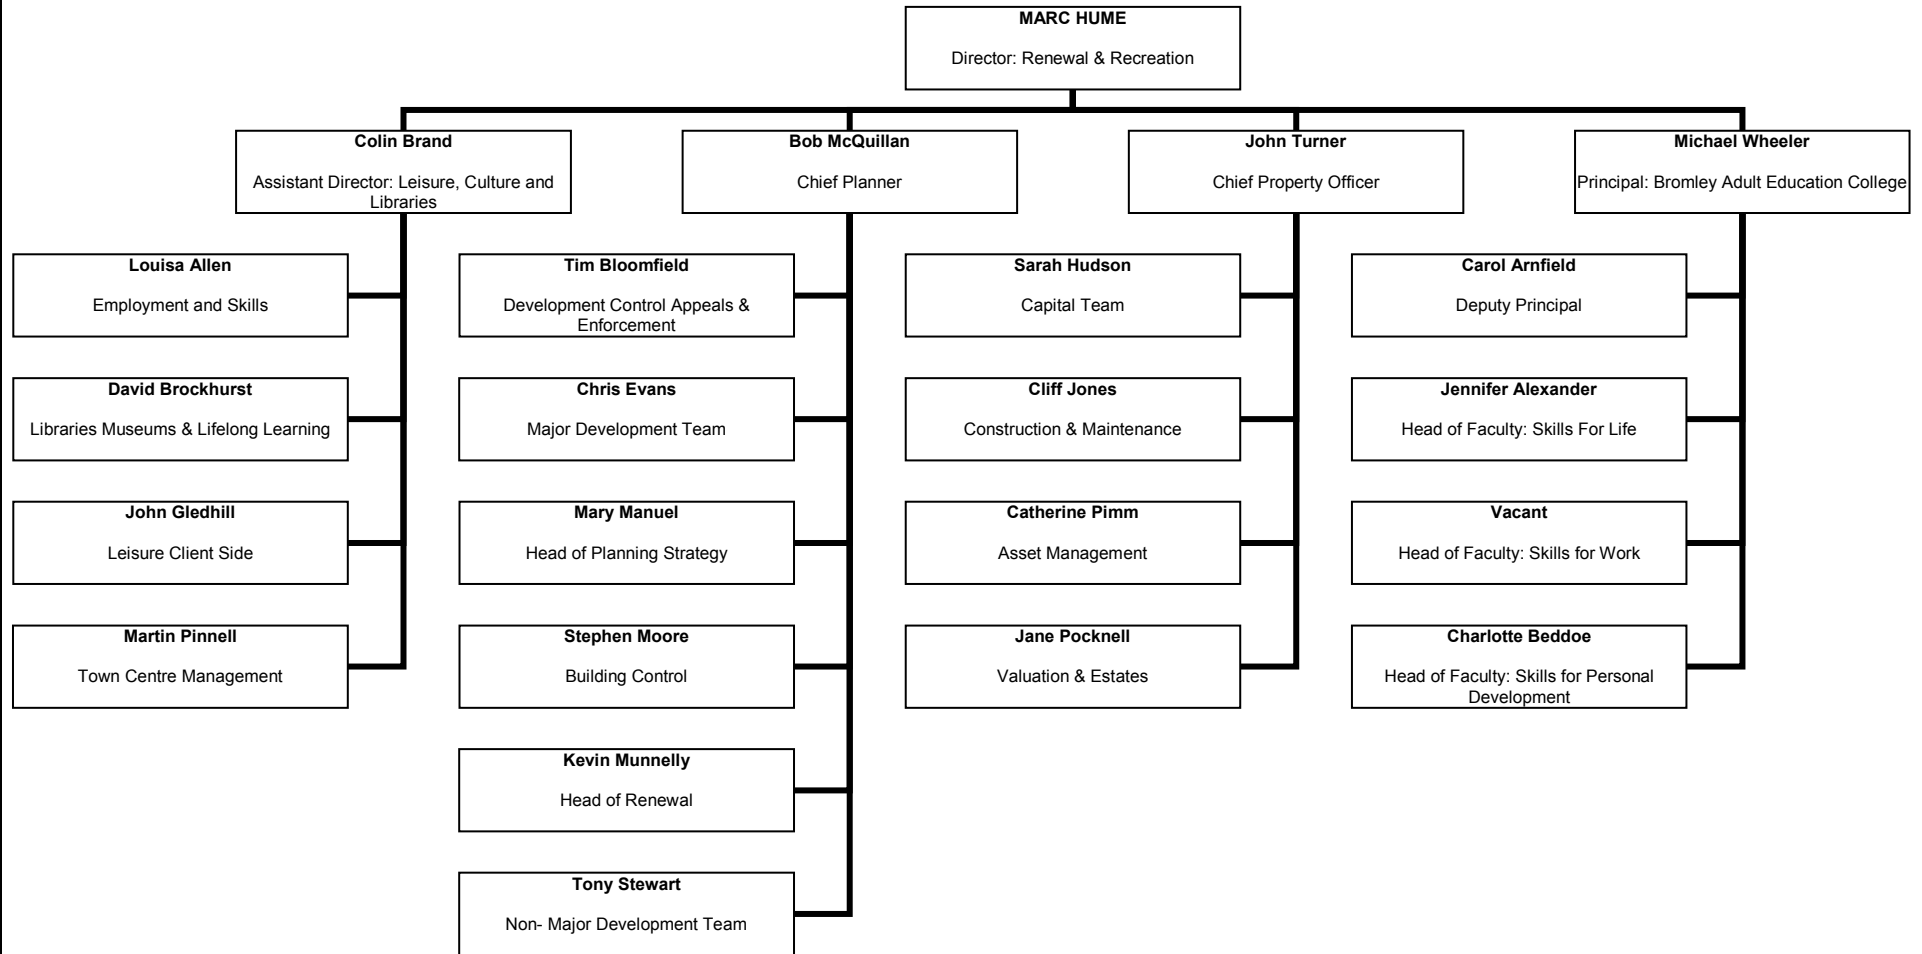 MARC HUME
Director: Renewal & Recreation
Colin Brand
Assistant Director: Leisure, Culture and
Libraries
Bob McQuillan
Chief Planner
John Turner
Chief Property Officer
Michael Wheeler
Principal: Bromley Adult Education College
Louisa Allen
Employment and Skills
David Brockhurst
Libraries Museums & Lifelong Learning
John Gledhill
Leisure Client Side
Martin Pinnell
Town Centre Management
Tim Bloomfield
Development Control Appeals &
Enforcement
Chris Evans
Major Development Team
Mary Manuel
Head of Planning Strategy
Stephen Moore
Building Control
Kevin Munnelly
Head of Renewal
Tony Stewart
Non- Major Development Team
Sarah Hudson
Capital Team
Cliff Jones
Construction & Maintenance
Catherine Pimm
Asset Management
Jane Pocknell
Valuation & Estates
Carol Arnfield
Deputy Principal
Jennifer Alexander
Head of Faculty: Skills For Life
Vacant
Head of Faculty: Skills for Work
Charlotte Beddoe
Head of Faculty: Skills for Personal
Development